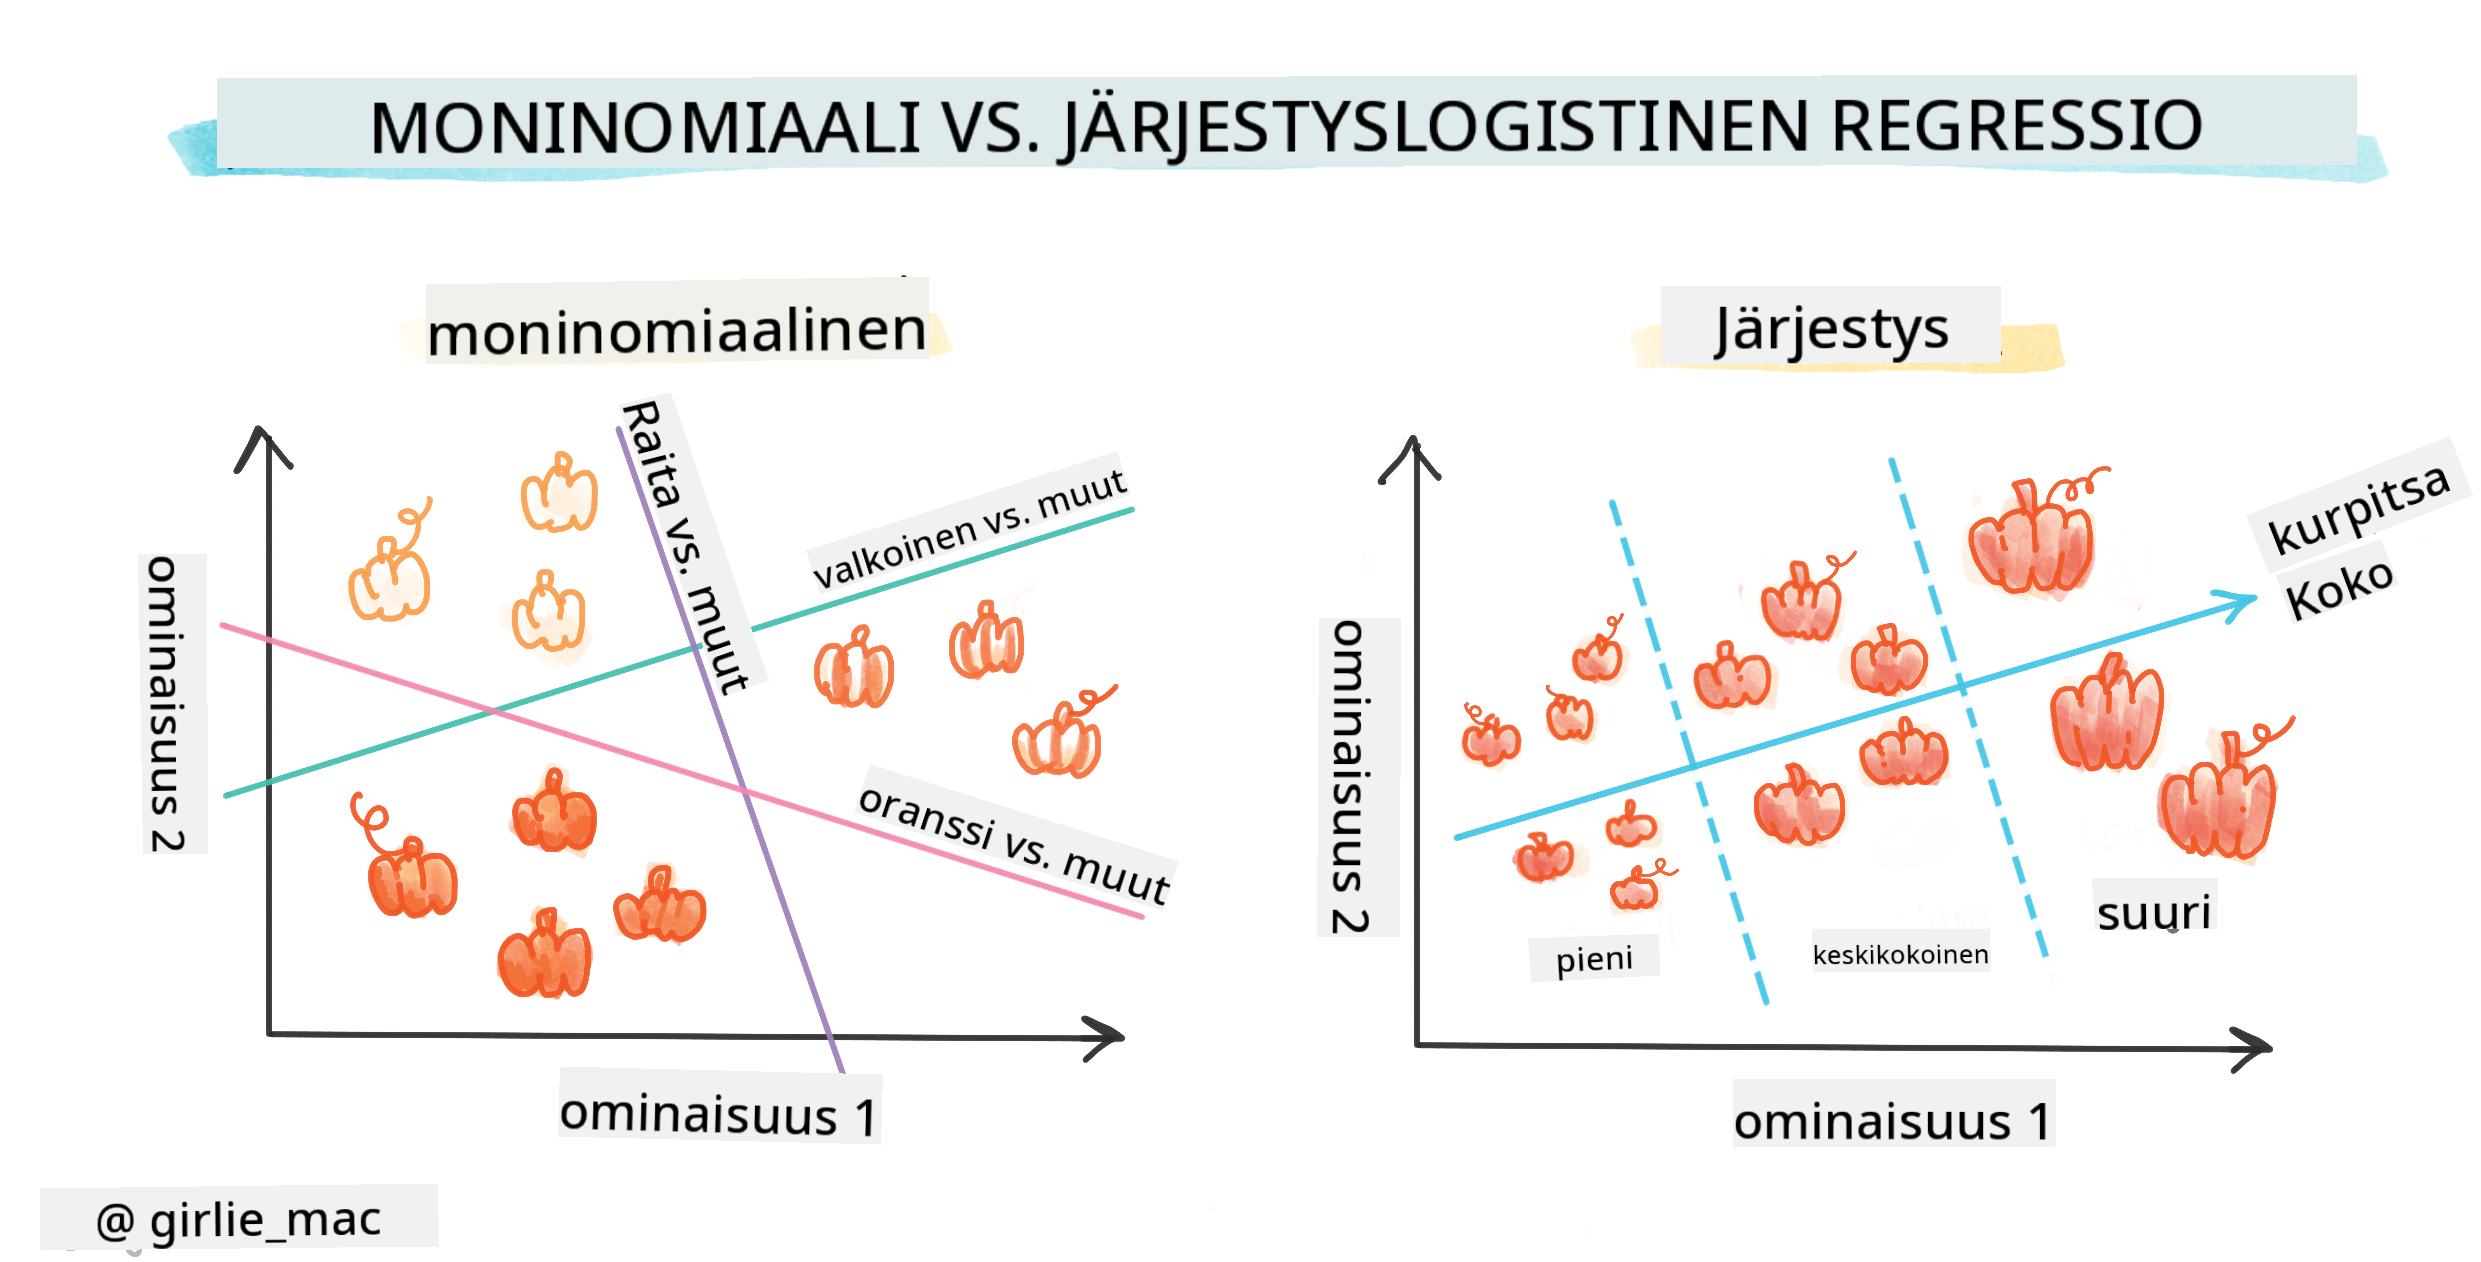 MONINOMIAALI VS. JÄRJESTYSLOGISTINEN REGRESSIO
moninomiaalinen
ominaisuus 2
Raita vs. muut
valkoinen vs. muut
oranssi vs. muut
ominaisuus 1
Järjestys
ominaisuus 2
kurpitsa
Koko
pieni
keskikokoinen
suuri
ominaisuus 1
@ girlie_mac